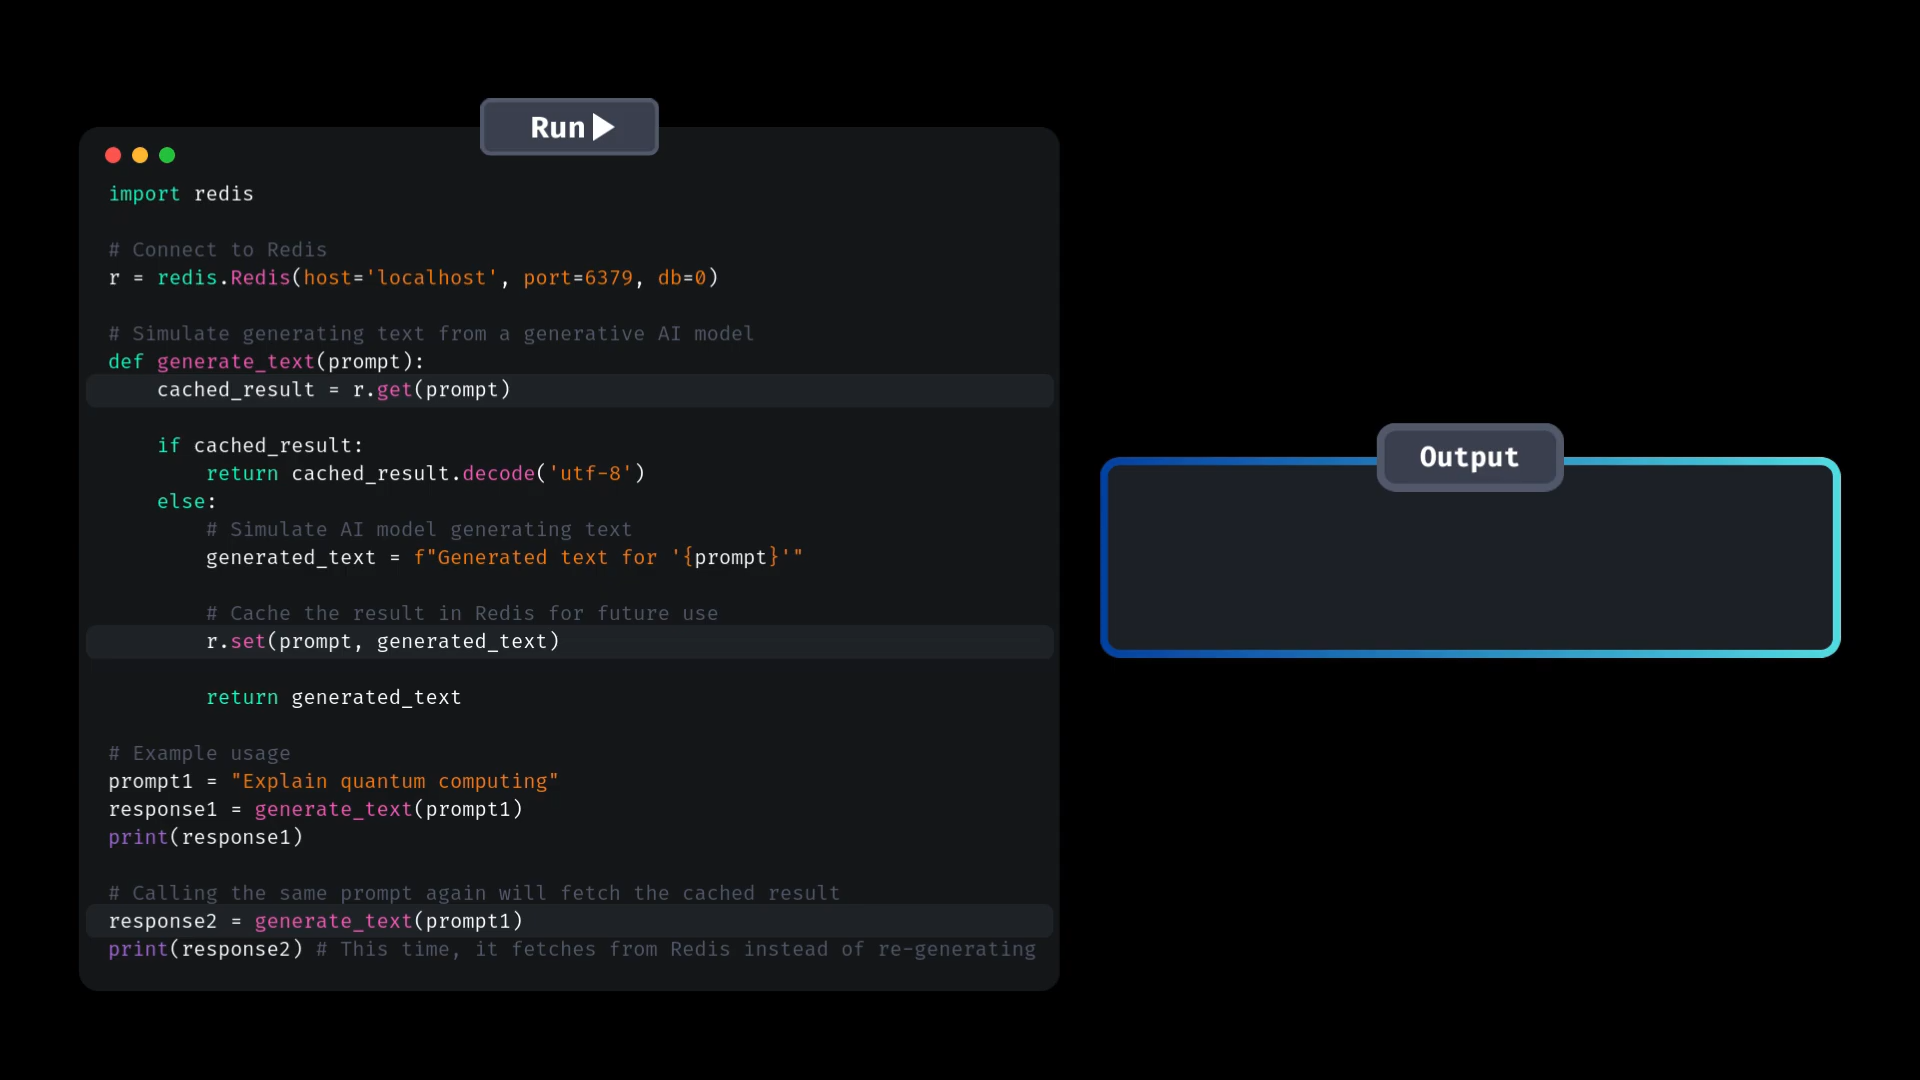 Run
import redis
# Connect to Redis
r = redis.Redis(host='localhost', port=6379, db=0)
# Simulate generating text from a generative AI model
def generate_text(prompt):
    cached_result = r.get(prompt)
    if cached_result:
        return cached_result.decode('utf-8')
    else:
        # Simulate AI model generating text
        generated_text = f"Generated text for '{prompt}'"
        # Cache the result in Redis for future use
        r.set(prompt, generated_text)
        return generated_text
# Example usage
prompt1 = "Explain quantum computing"
response1 = generate_text(prompt1)
print(response1)
# Calling the same prompt again will fetch the cached result
response2 = generate_text(prompt1)
print(response2) # This time, it fetches from Redis instead of re-generating
Output